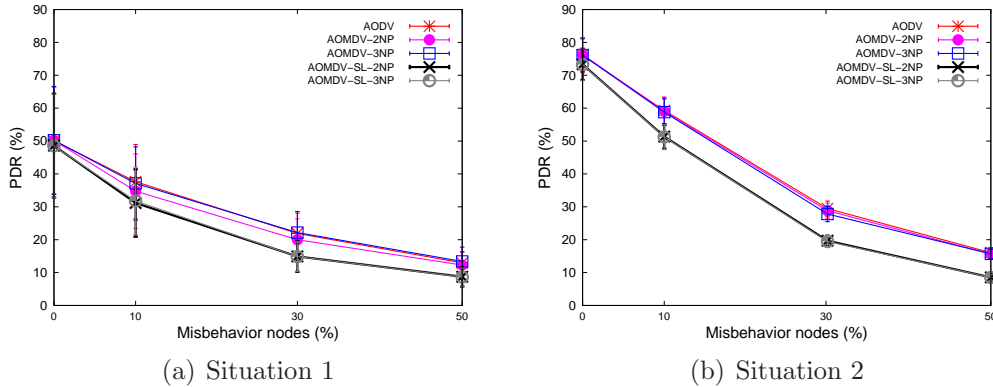 90
80
70
60
50
40
30
20
10
0
PDR (%)
0 10 30 50
Misbehavior nodes (%)
AODV
AOMDV-2NP
AOMDV-3NP
AOMDV-SL-2NP
AOMDV-SL-3NP
(a) Situation 1
90
80
70
60
50
40
30
20
10
0
PDR (%)
0 10 30 50
Misbehavior nodes (%)
AODV
AOMDV-2NP
AOMDV-3NP
AOMDV-SL-2NP
AOMDV-SL-3NP
(b) Situation 2